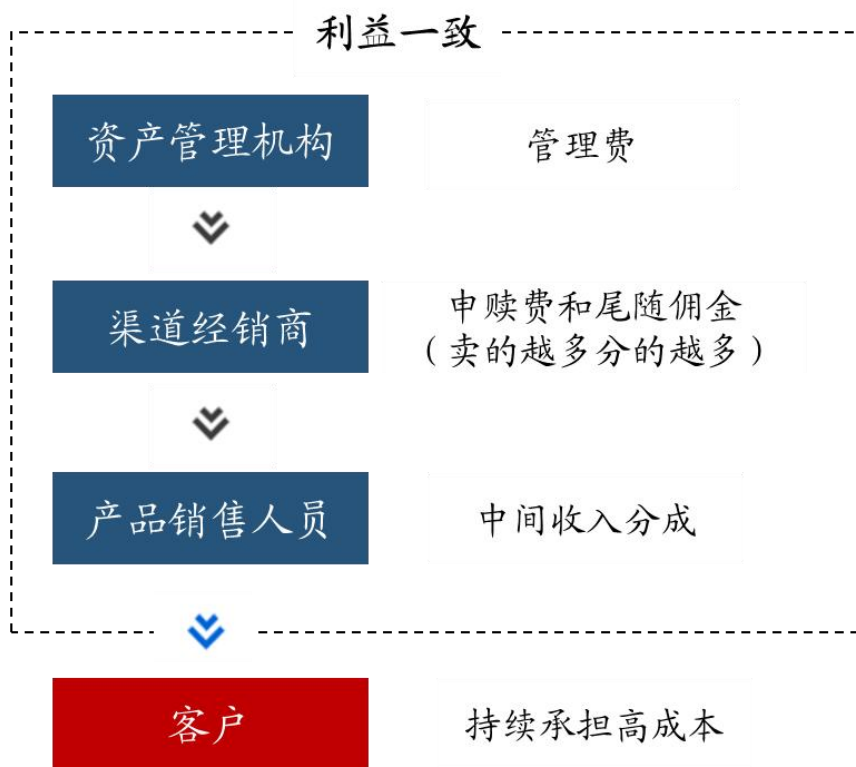 利益一致
资产管理机构
管理费
渠道经销商
申赎费和尾随佣金
（卖的越多分的越多）
产品销售人员
中间收入分成
客户
持续承担高成本